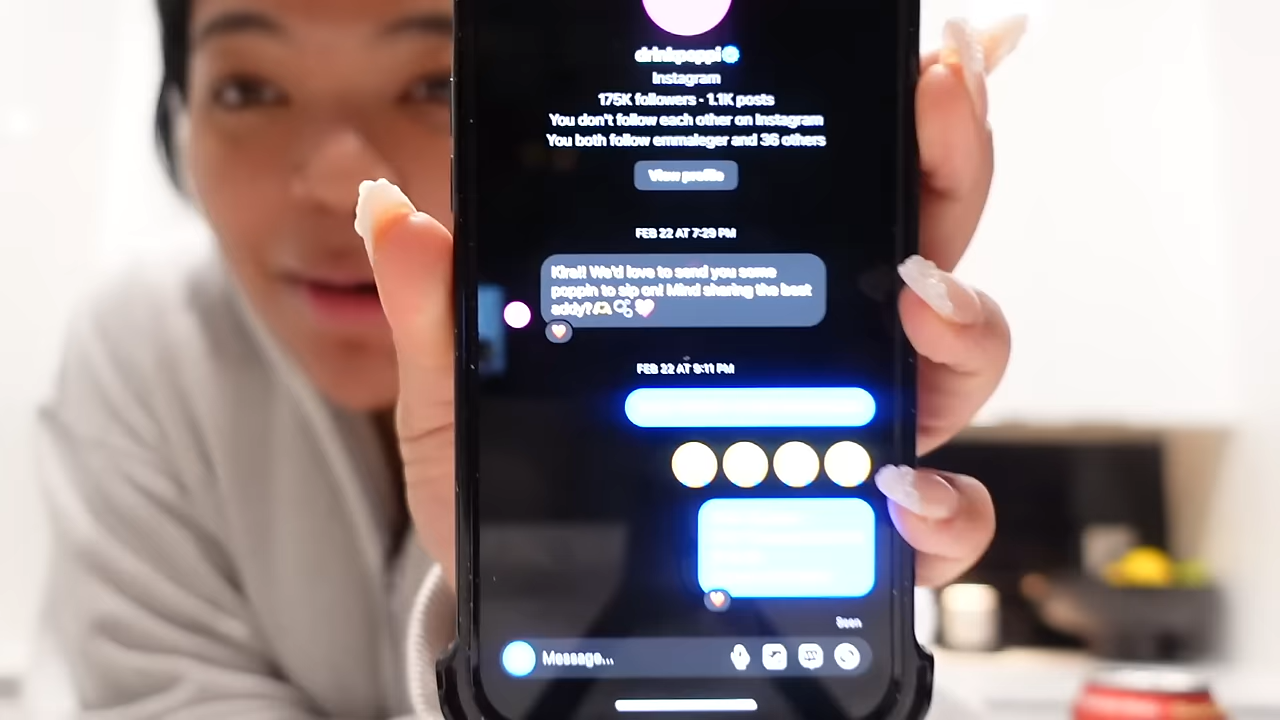 drinkpoppi
Instagram
175K followers · 1.1K posts
You don't follow each other on Instagram
You both follow emmaleger and 36 others
View profile
FEB 22 AT 7:29 PM
Kira!! We'd love to send you some
poppin to sip on! Mind sharing the best
addy?
FEB 22 AT 9:11 PM
Seen
Message...